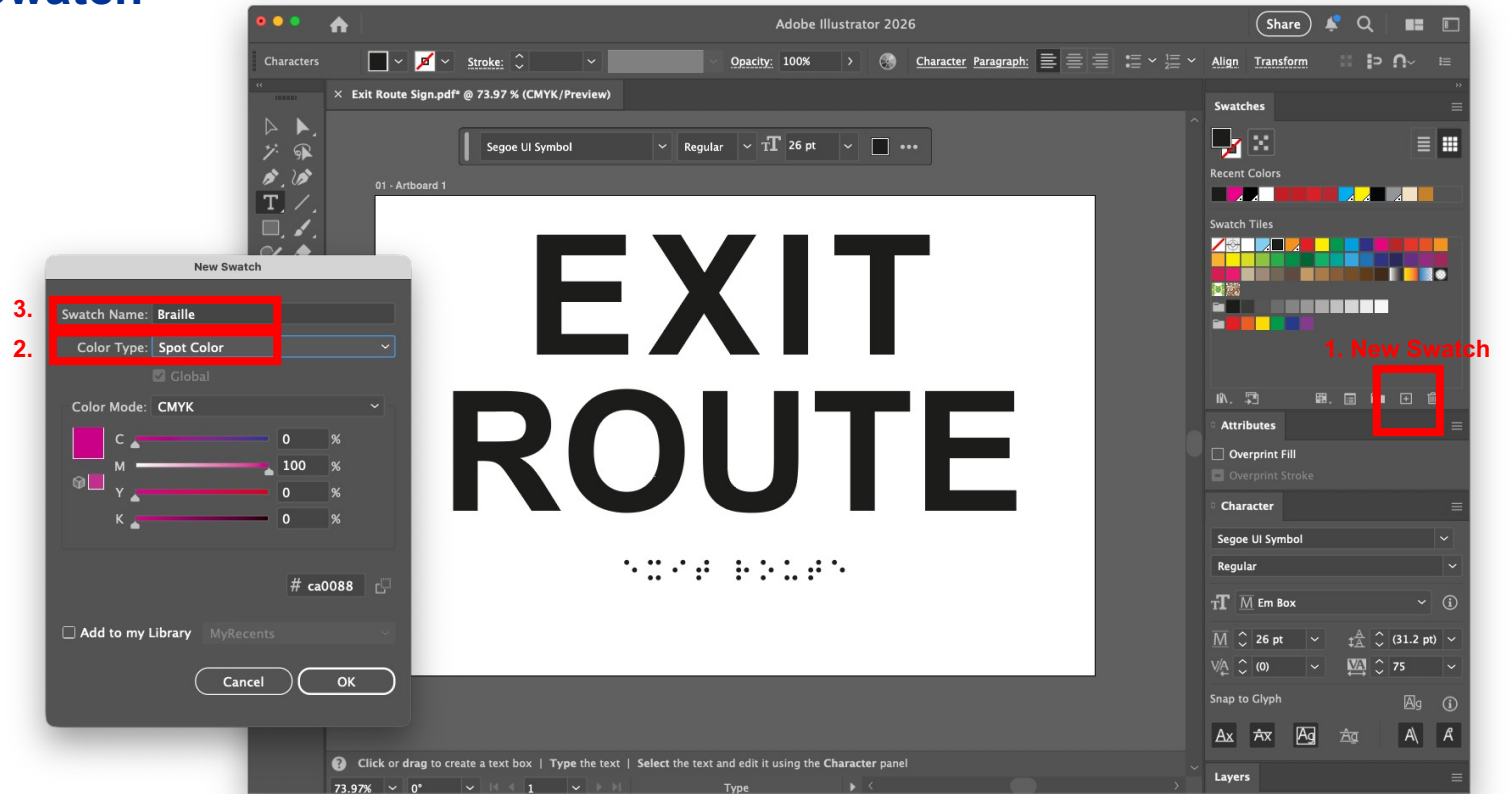 Adobe Illustrator 2026
Share
Characters
Stroke:
Opacity: 100%
Character Paragraph:
Align Transform
× Exit Route Sign.pdf* @ 73.97 % (CMYK/Preview)
Segoe UI Symbol
Regular
26 pt
01 - Artboard 1
EXIT
ROUTE
⠑⠭⠊⠞ ⠗⠕⠥⠞⠑
New Swatch
3.
Swatch Name: Braille
2.
Color Type: Spot Color
Global
Color Mode: CMYK
C 0 %
M 100 %
Y 0 %
K 0 %
# ca0088
Add to my Library MyRecents
Cancel OK
Swatches
Recent Colors
Swatch Tiles
1. New Swatch
Attributes
Overprint Fill
Overprint Stroke
Character
Segoe UI Symbol
Regular
Em Box
26 pt (31.2 pt)
(0) 75
Snap to Glyph
Layers
Click or drag to create a text box | Type the text | Select the text and edit it using the Character panel
73.97% 0° 1 Type